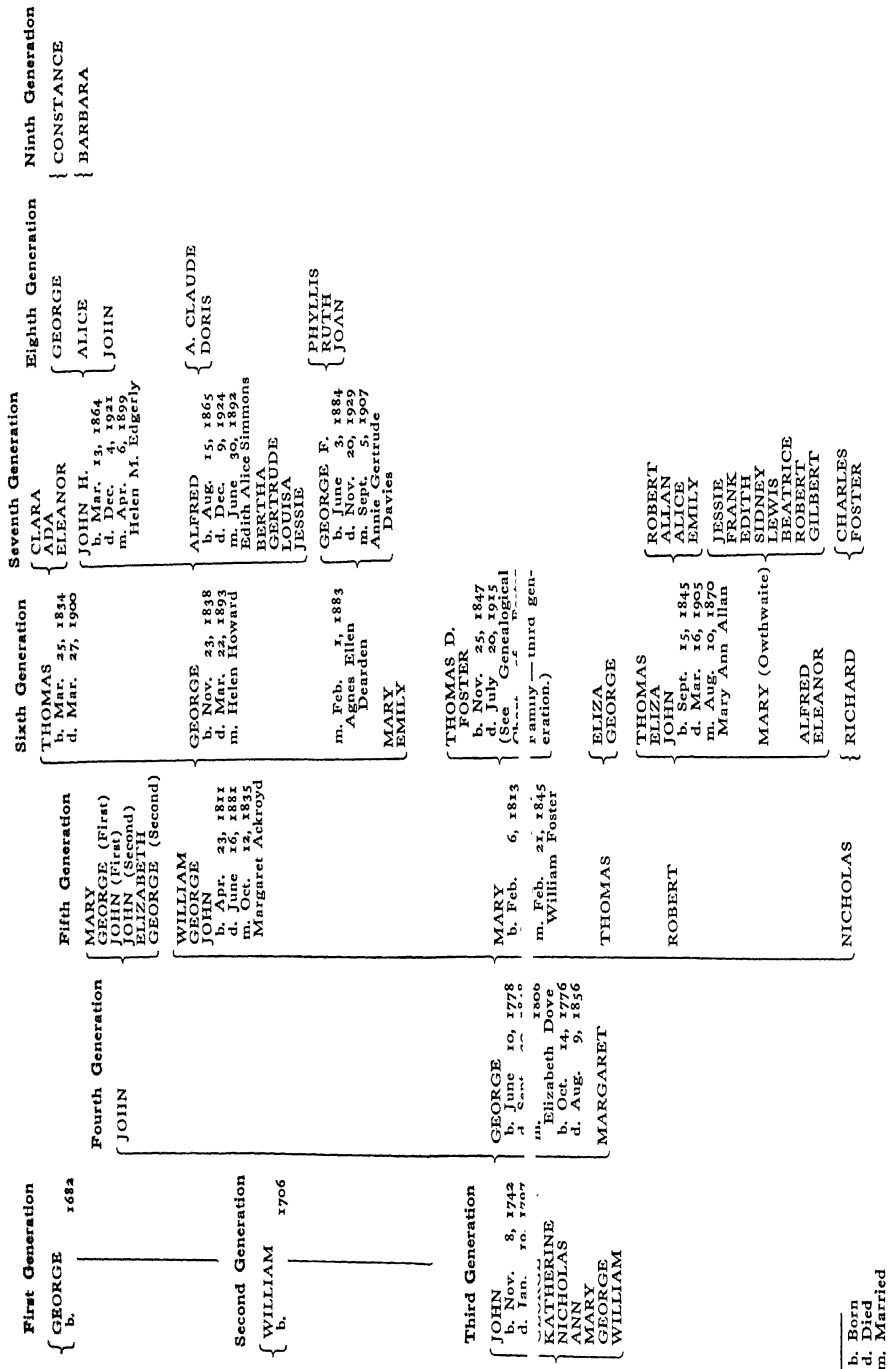 First Generation
GEORGE
b. 1682
Second Generation
WILLIAM
b. 1706
Third Generation
JOHN
b. Nov. 8, 1742
d. Jan. 10, 1797
KATHERINE
NICHOLAS
ANN
MARY
GEORGE
WILLIAM
Fourth Generation
JOHN
GEORGE
b. June 10, 1778
m. 1806
Elizabeth Dove
b. Oct. 14, 1776
d. Aug. 9, 1856
MARGARET
Fifth Generation
MARY
GEORGE (First)
JOHN (First)
JOHN (Second)
ELIZABETH
GEORGE (Second)
WILLIAM
GEORGE
JOHN
b. Apr. 23, 1811
d. June 16, 1881
m. Oct. 12, 1835
Margaret Ackroyd
MARY
b. Feb. 6, 1813
m. Feb. 21, 1845
William Foster
THOMAS
ROBERT
NICHOLAS
Sixth Generation
THOMAS
b. Mar. 25, 1834
d. Mar. 27, 1900
GEORGE
b. Nov. 23, 1838
d. Mar. 22, 1893
m. Helen Howard
m. Feb. 1, 1883
Agnes Ellen
Dearden
MARY
EMILY
THOMAS D.
FOSTER
b. Nov. 25, 1847
d. July 20, 1915
(See Genealogical
family — third gen-
eration.)
ELIZA
GEORGE
THOMAS
ELIZA
JOHN
b. Sept. 15, 1845
d. Mar. 16, 1905
m. Aug. 10, 1870
Mary Ann Allan
MARY (Owthwaite)
ALFRED
ELEANOR
RICHARD
Seventh Generation
CLARA
ADA
ELEANOR
JOHN H.
b. Mar. 13, 1864
d. Dec. 4, 1921
m. Apr. 6, 1899
Helen M. Edgerly
ALFRED
b. Aug. 15, 1865
d. Dec. 9, 1924
m. June 30, 1892
Edith Alice Simmons
BERTHA
GERTRUDE
LOUISA
JESSIE
GEORGE F.
b. June 3, 1884
d. Nov. 20, 1929
m. Sept. 5, 1907
Annie Gertrude
Davies
ROBERT
ALLAN
ALICE
EMILY
JESSIE
FRANK
EDITH
SIDNEY
LEWIS
BEATRICE
ROBERT
GILBERT
CHARLES
FOSTER
Eighth Generation
GEORGE
ALICE
JOHN
A. CLAUDE
DORIS
PHYLLIS
RUTH
JOAN
Ninth Generation
CONSTANCE
BARBARA
b. Born
d. Died
m. Married